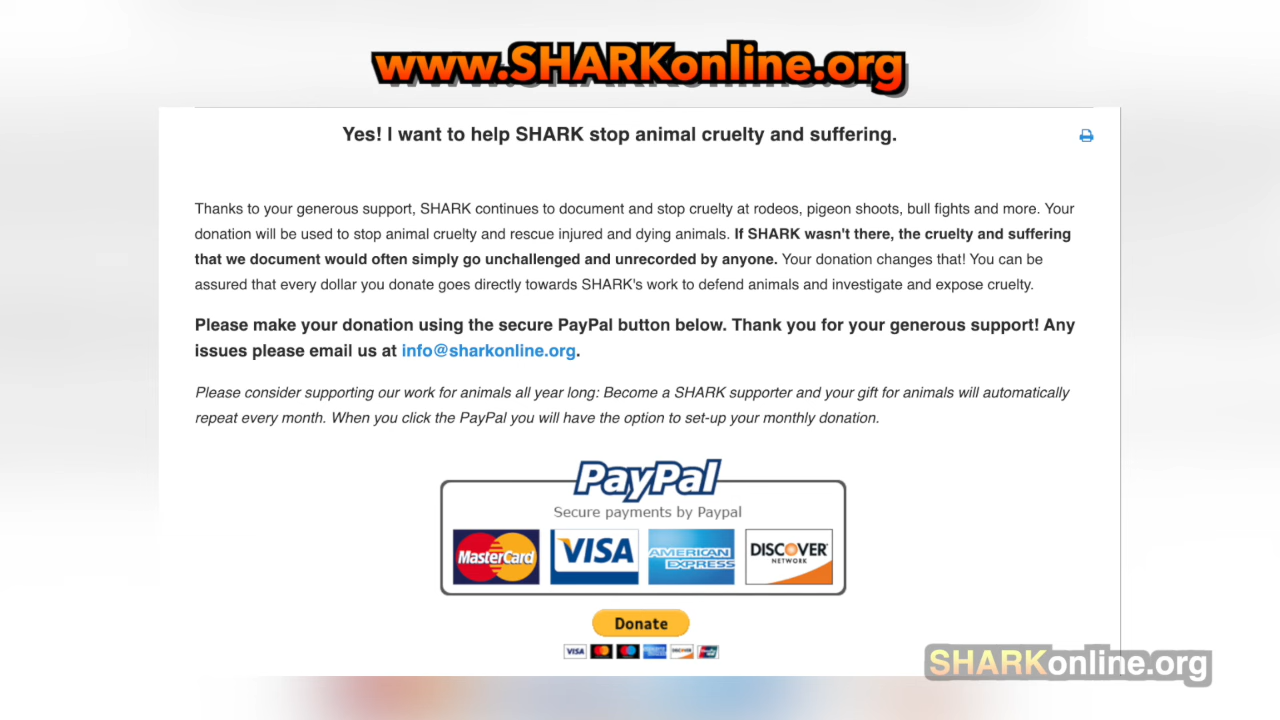 www.SHARKonline.org
Yes! I want to help SHARK stop animal cruelty and suffering.
Thanks to your generous support, SHARK continues to document and stop cruelty at rodeos, pigeon shoots, bull fights and more. Your
donation will be used to stop animal cruelty and rescue injured and dying animals. If SHARK wasn't there, the cruelty and suffering
that we document would often simply go unchallenged and unrecorded by anyone. Your donation changes that! You can be
assured that every dollar you donate goes directly towards SHARK's work to defend animals and investigate and expose cruelty.
Please make your donation using the secure PayPal button below. Thank you for your generous support! Any
issues please email us at info@sharkonline.org.
Please consider supporting our work for animals all year long: Become a SHARK supporter and your gift for animals will automatically
repeat every month. When you click the PayPal you will have the option to set-up your monthly donation.
PayPal
Secure payments by Paypal
MasterCard VISA AMERICAN EXPRESS DISCOVER NETWORK
Donate
VISA
SHARKonline.org